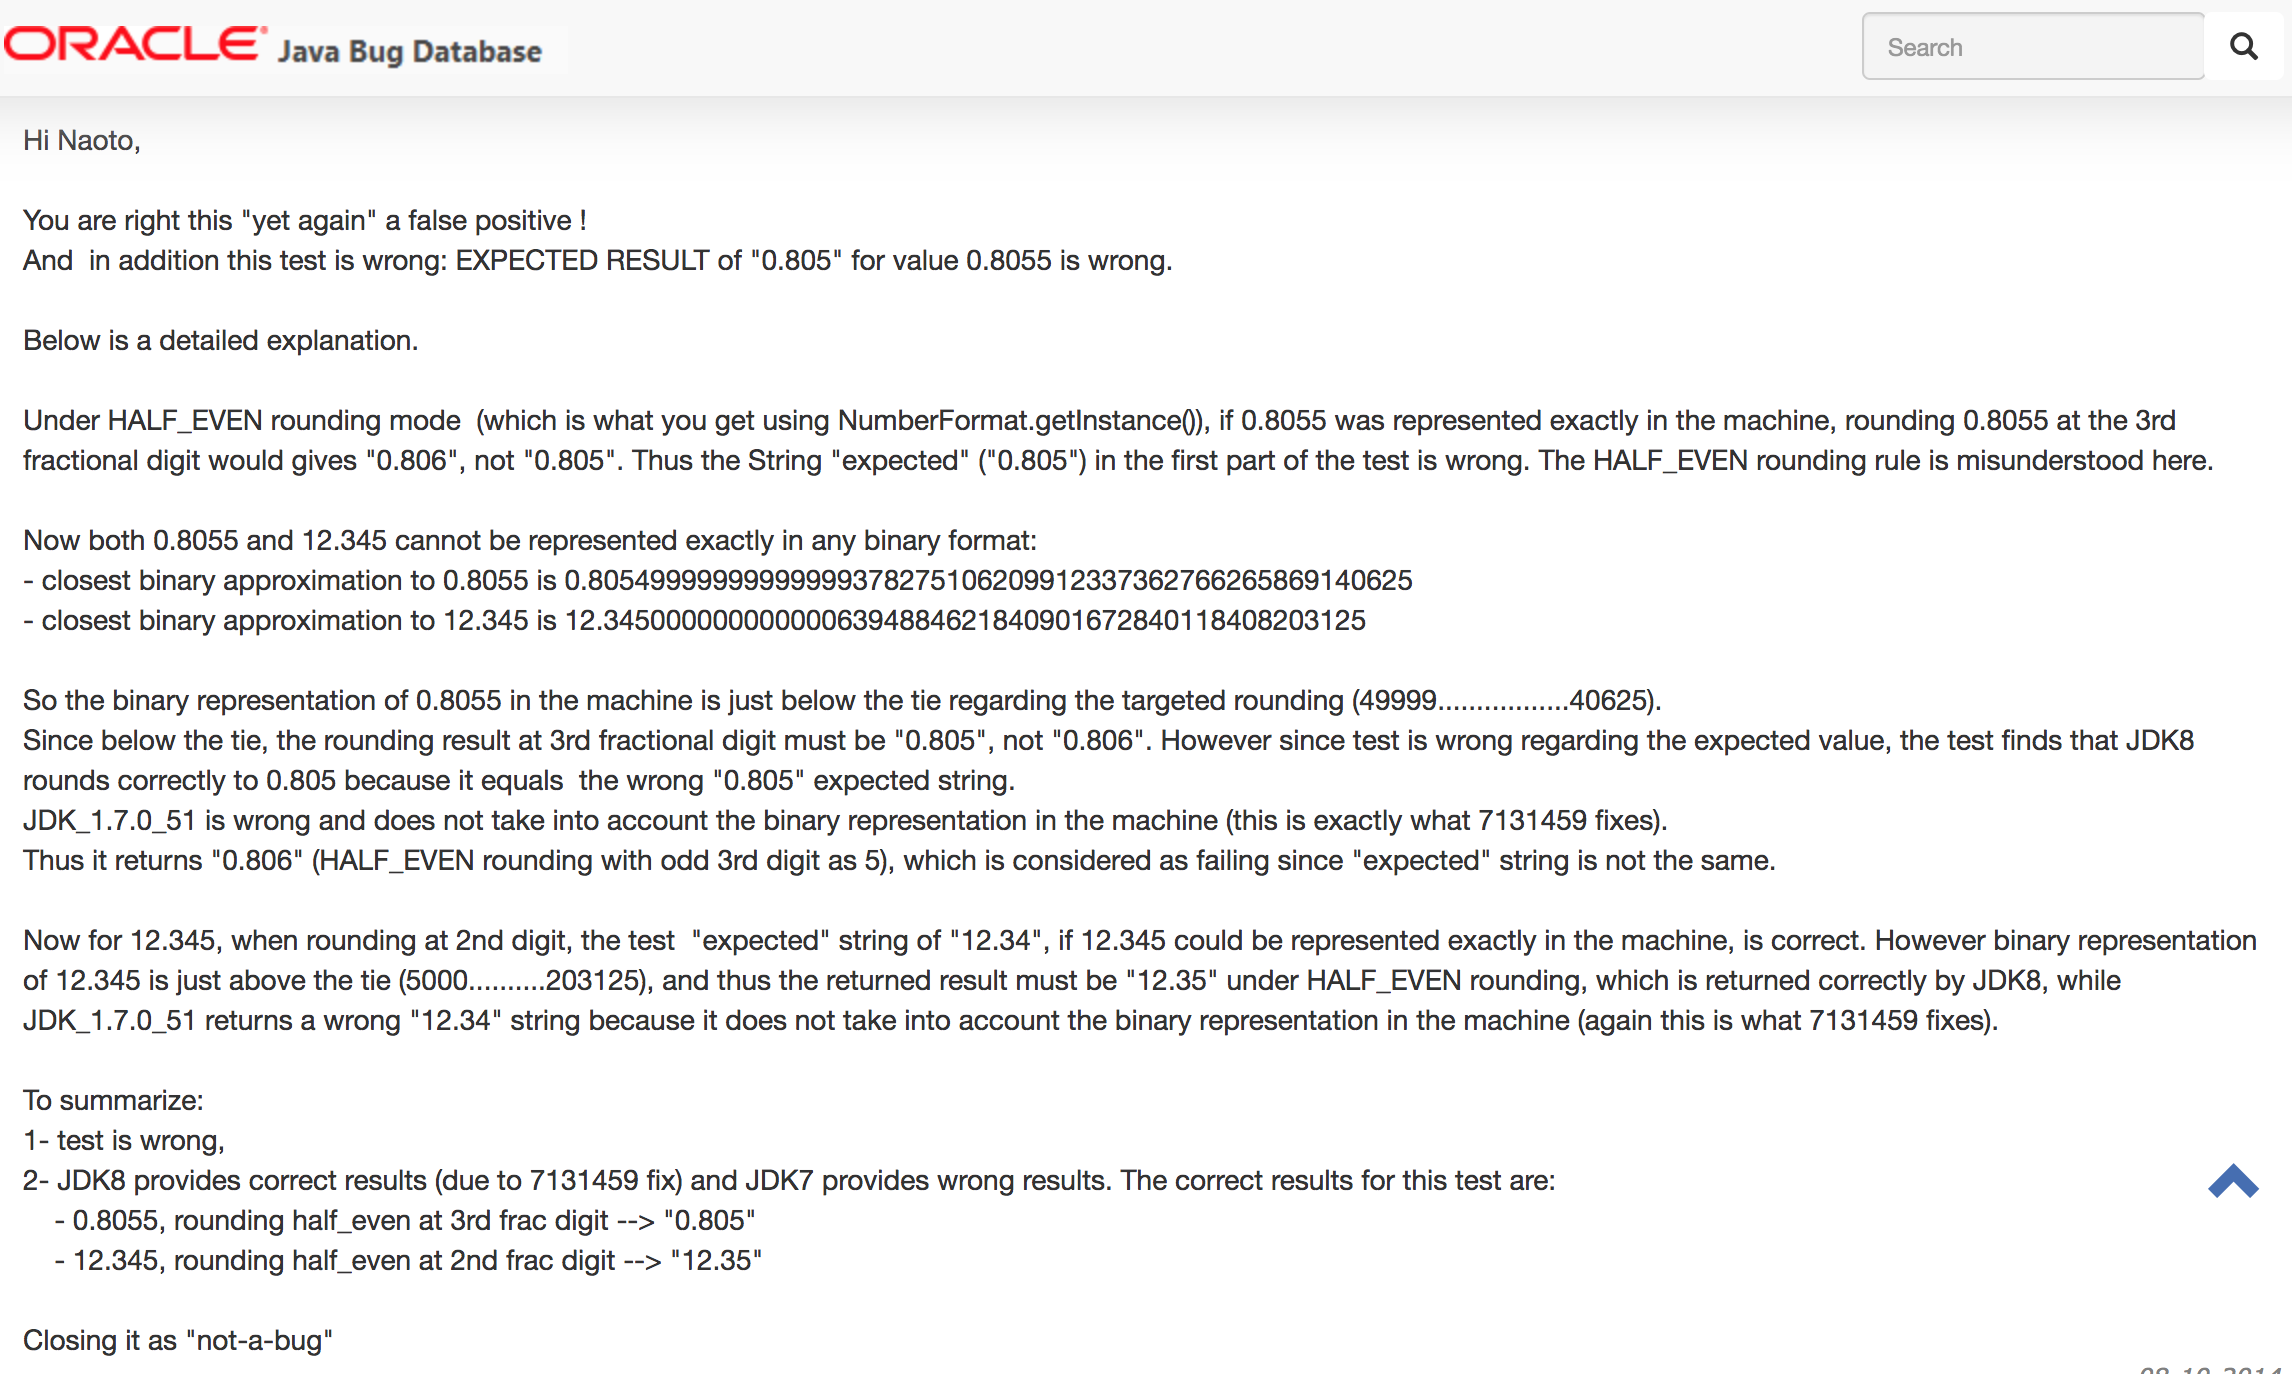 ORACLE Java Bug Database
Search
Hi Naoto,
You are right this "yet again" a false positive !
And  in addition this test is wrong: EXPECTED RESULT of "0.805" for value 0.8055 is wrong.
Below is a detailed explanation.
Under HALF_EVEN rounding mode  (which is what you get using NumberFormat.getInstance()), if 0.8055 was represented exactly in the machine, rounding 0.8055 at the 3rd
fractional digit would gives "0.806", not "0.805". Thus the String "expected" ("0.805") in the first part of the test is wrong. The HALF_EVEN rounding rule is misunderstood here.
Now both 0.8055 and 12.345 cannot be represented exactly in any binary format:
- closest binary approximation to 0.8055 is 0.805499999999999993782751062099123373627662658691​40625
- closest binary approximation to 12.345 is 12.3450000000000006394884621840901672840118408203125
So the binary representation of 0.8055 in the machine is just below the tie regarding the targeted rounding (49999.................40625).
Since below the tie, the rounding result at 3rd fractional digit must be "0.805", not "0.806". However since test is wrong regarding the expected value, the test finds that JDK8
rounds correctly to 0.805 because it equals  the wrong "0.805" expected string.
JDK_1.7.0_51 is wrong and does not take into account the binary representation in the machine (this is exactly what 7131459 fixes).
Thus it returns "0.806" (HALF_EVEN rounding with odd 3rd digit as 5), which is considered as failing since "expected" string is not the same.
Now for 12.345, when rounding at 2nd digit, the test  "expected" string of "12.34", if 12.345 could be represented exactly in the machine, is correct. However binary representation
of 12.345 is just above the tie (5000..........203125), and thus the returned result must be "12.35" under HALF_EVEN rounding, which is returned correctly by JDK8, while
JDK_1.7.0_51 returns a wrong "12.34" string because it does not take into account the binary representation in the machine (again this is what 7131459 fixes).
To summarize:
1- test is wrong,
2- JDK8 provides correct results (due to 7131459 fix) and JDK7 provides wrong results. The correct results for this test are:
- 0.8055, rounding half_even at 3rd frac digit --> "0.805"
- 12.345, rounding half_even at 2nd frac digit --> "12.35"
Closing it as "not-a-bug"